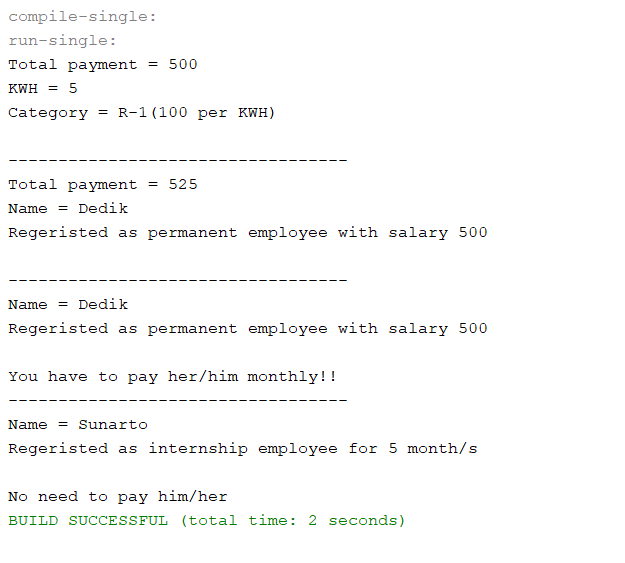 compile-single:
run-single:
Total payment = 500
KWH = 5
Category = R-1(100 per KWH)
----------------------------------
Total payment = 525
Name = Dedik
Regeristed as permanent employee with salary 500
----------------------------------
Name = Dedik
Regeristed as permanent employee with salary 500
You have to pay her/him monthly!!
----------------------------------
Name = Sunarto
Regeristed as internship employee for 5 month/s
No need to pay him/her
BUILD SUCCESSFUL (total time: 2 seconds)